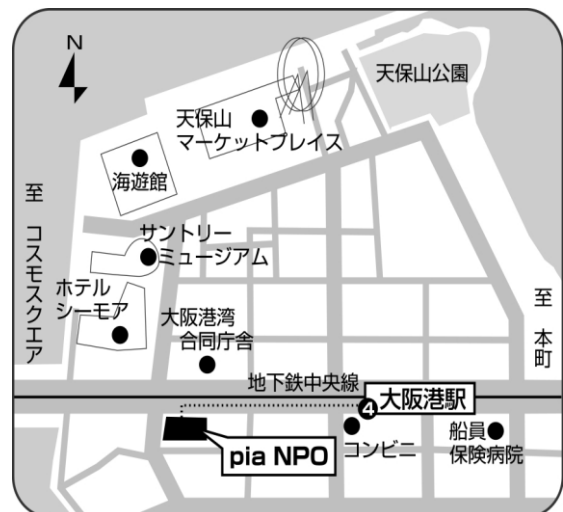 N
天保山公園
天保山
マーケットプレイス
海遊館
至 コスモスクエア
サントリー
ミュージアム
ホテル
シーモア
大阪港湾
合同庁舎
至 本町
地下鉄中央線
4
大阪港駅
pia NPO
コンビニ
船員
保険病院